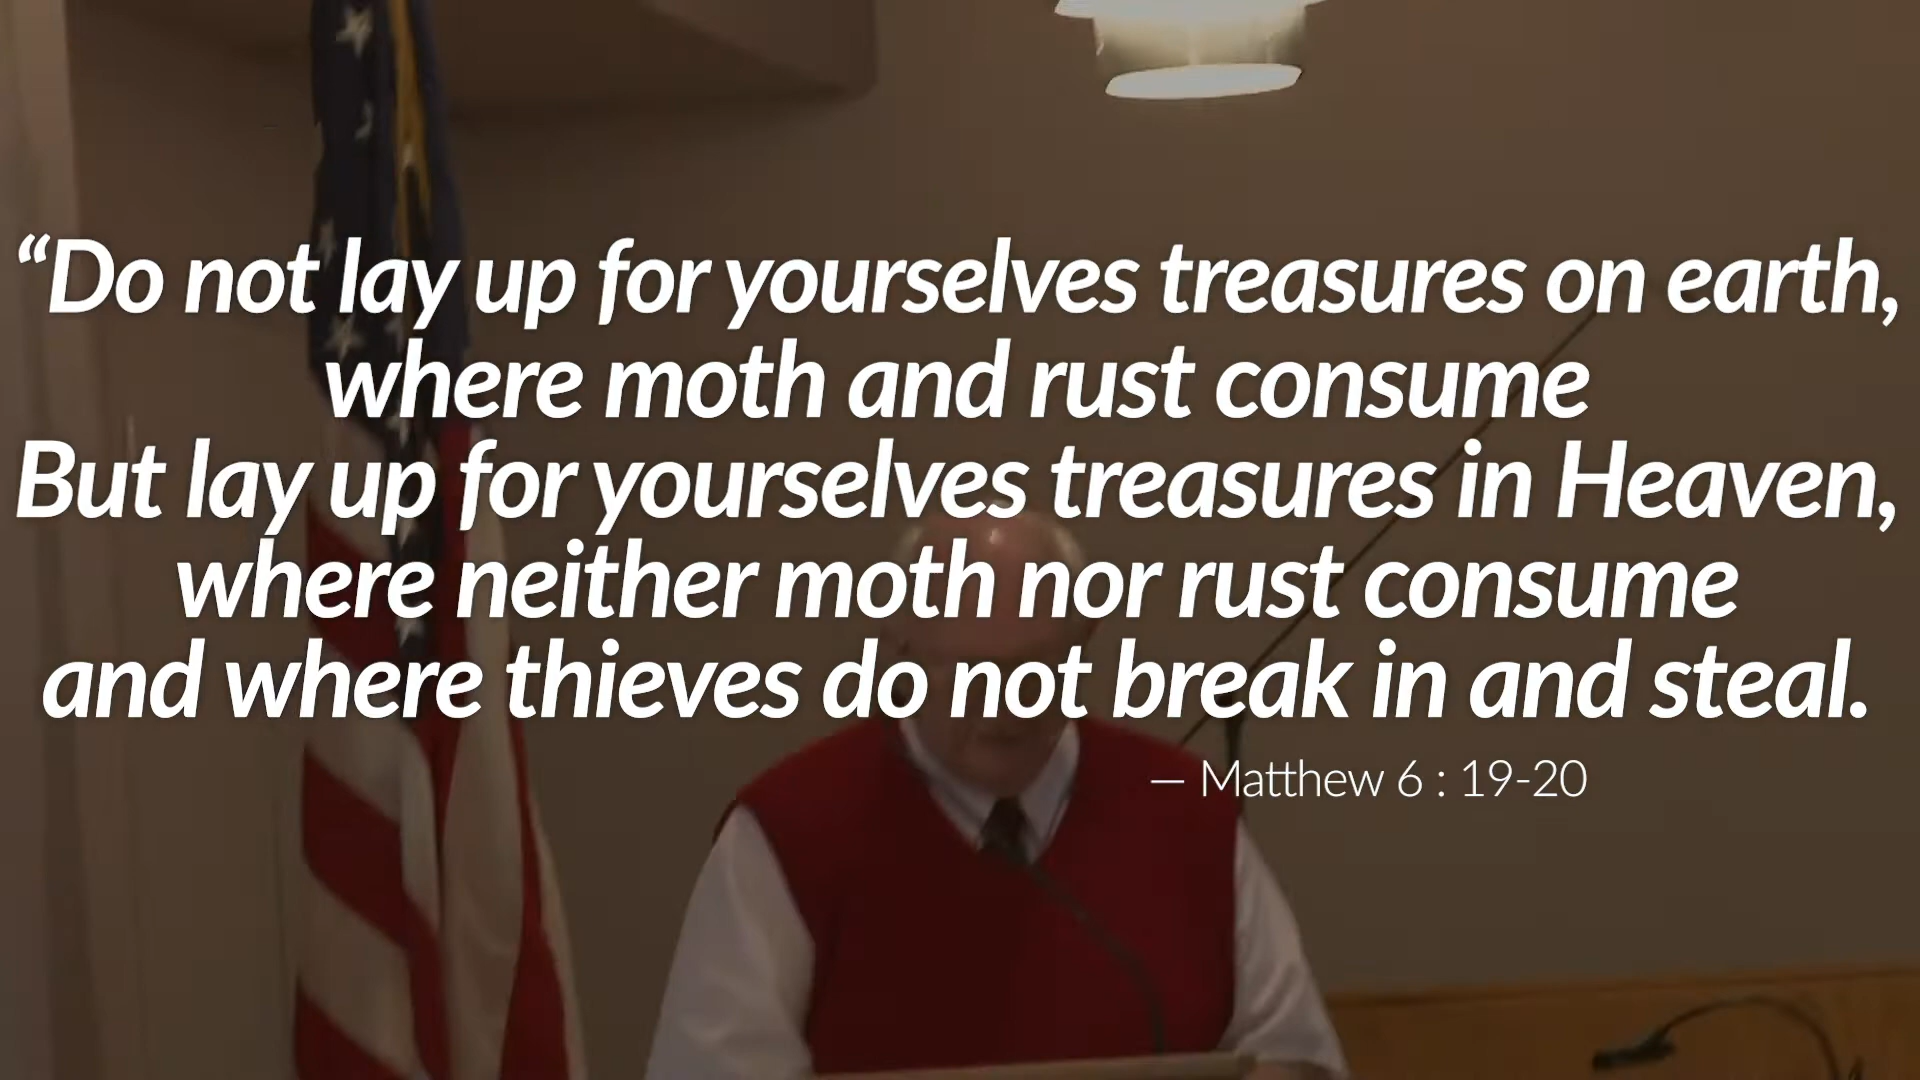 “Do not lay up for yourselves treasures on earth,
where moth and rust consume
But lay up for yourselves treasures in Heaven,
where neither moth nor rust consume
and where thieves do not break in and steal.
– Matthew 6 : 19-20